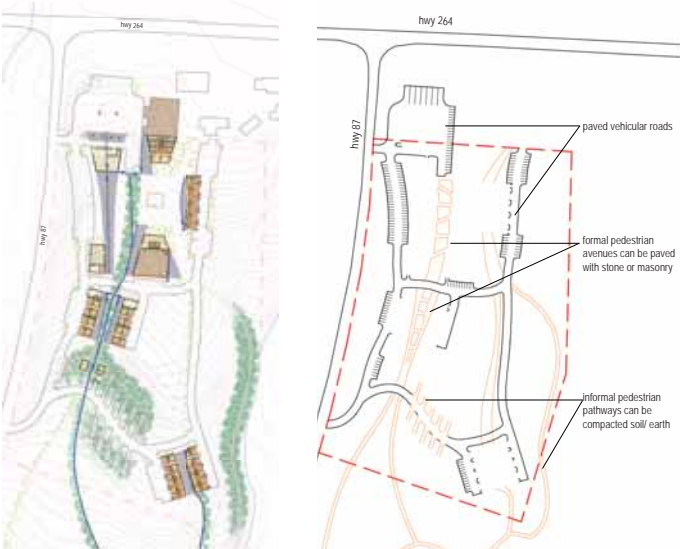 hwy 264
hwy 87
hwy 264
hwy 87
paved vehicular roads
formal pedestrian
avenues can be paved
with stone or masonry
informal pedestrian
pathways can be
compacted soil/ earth